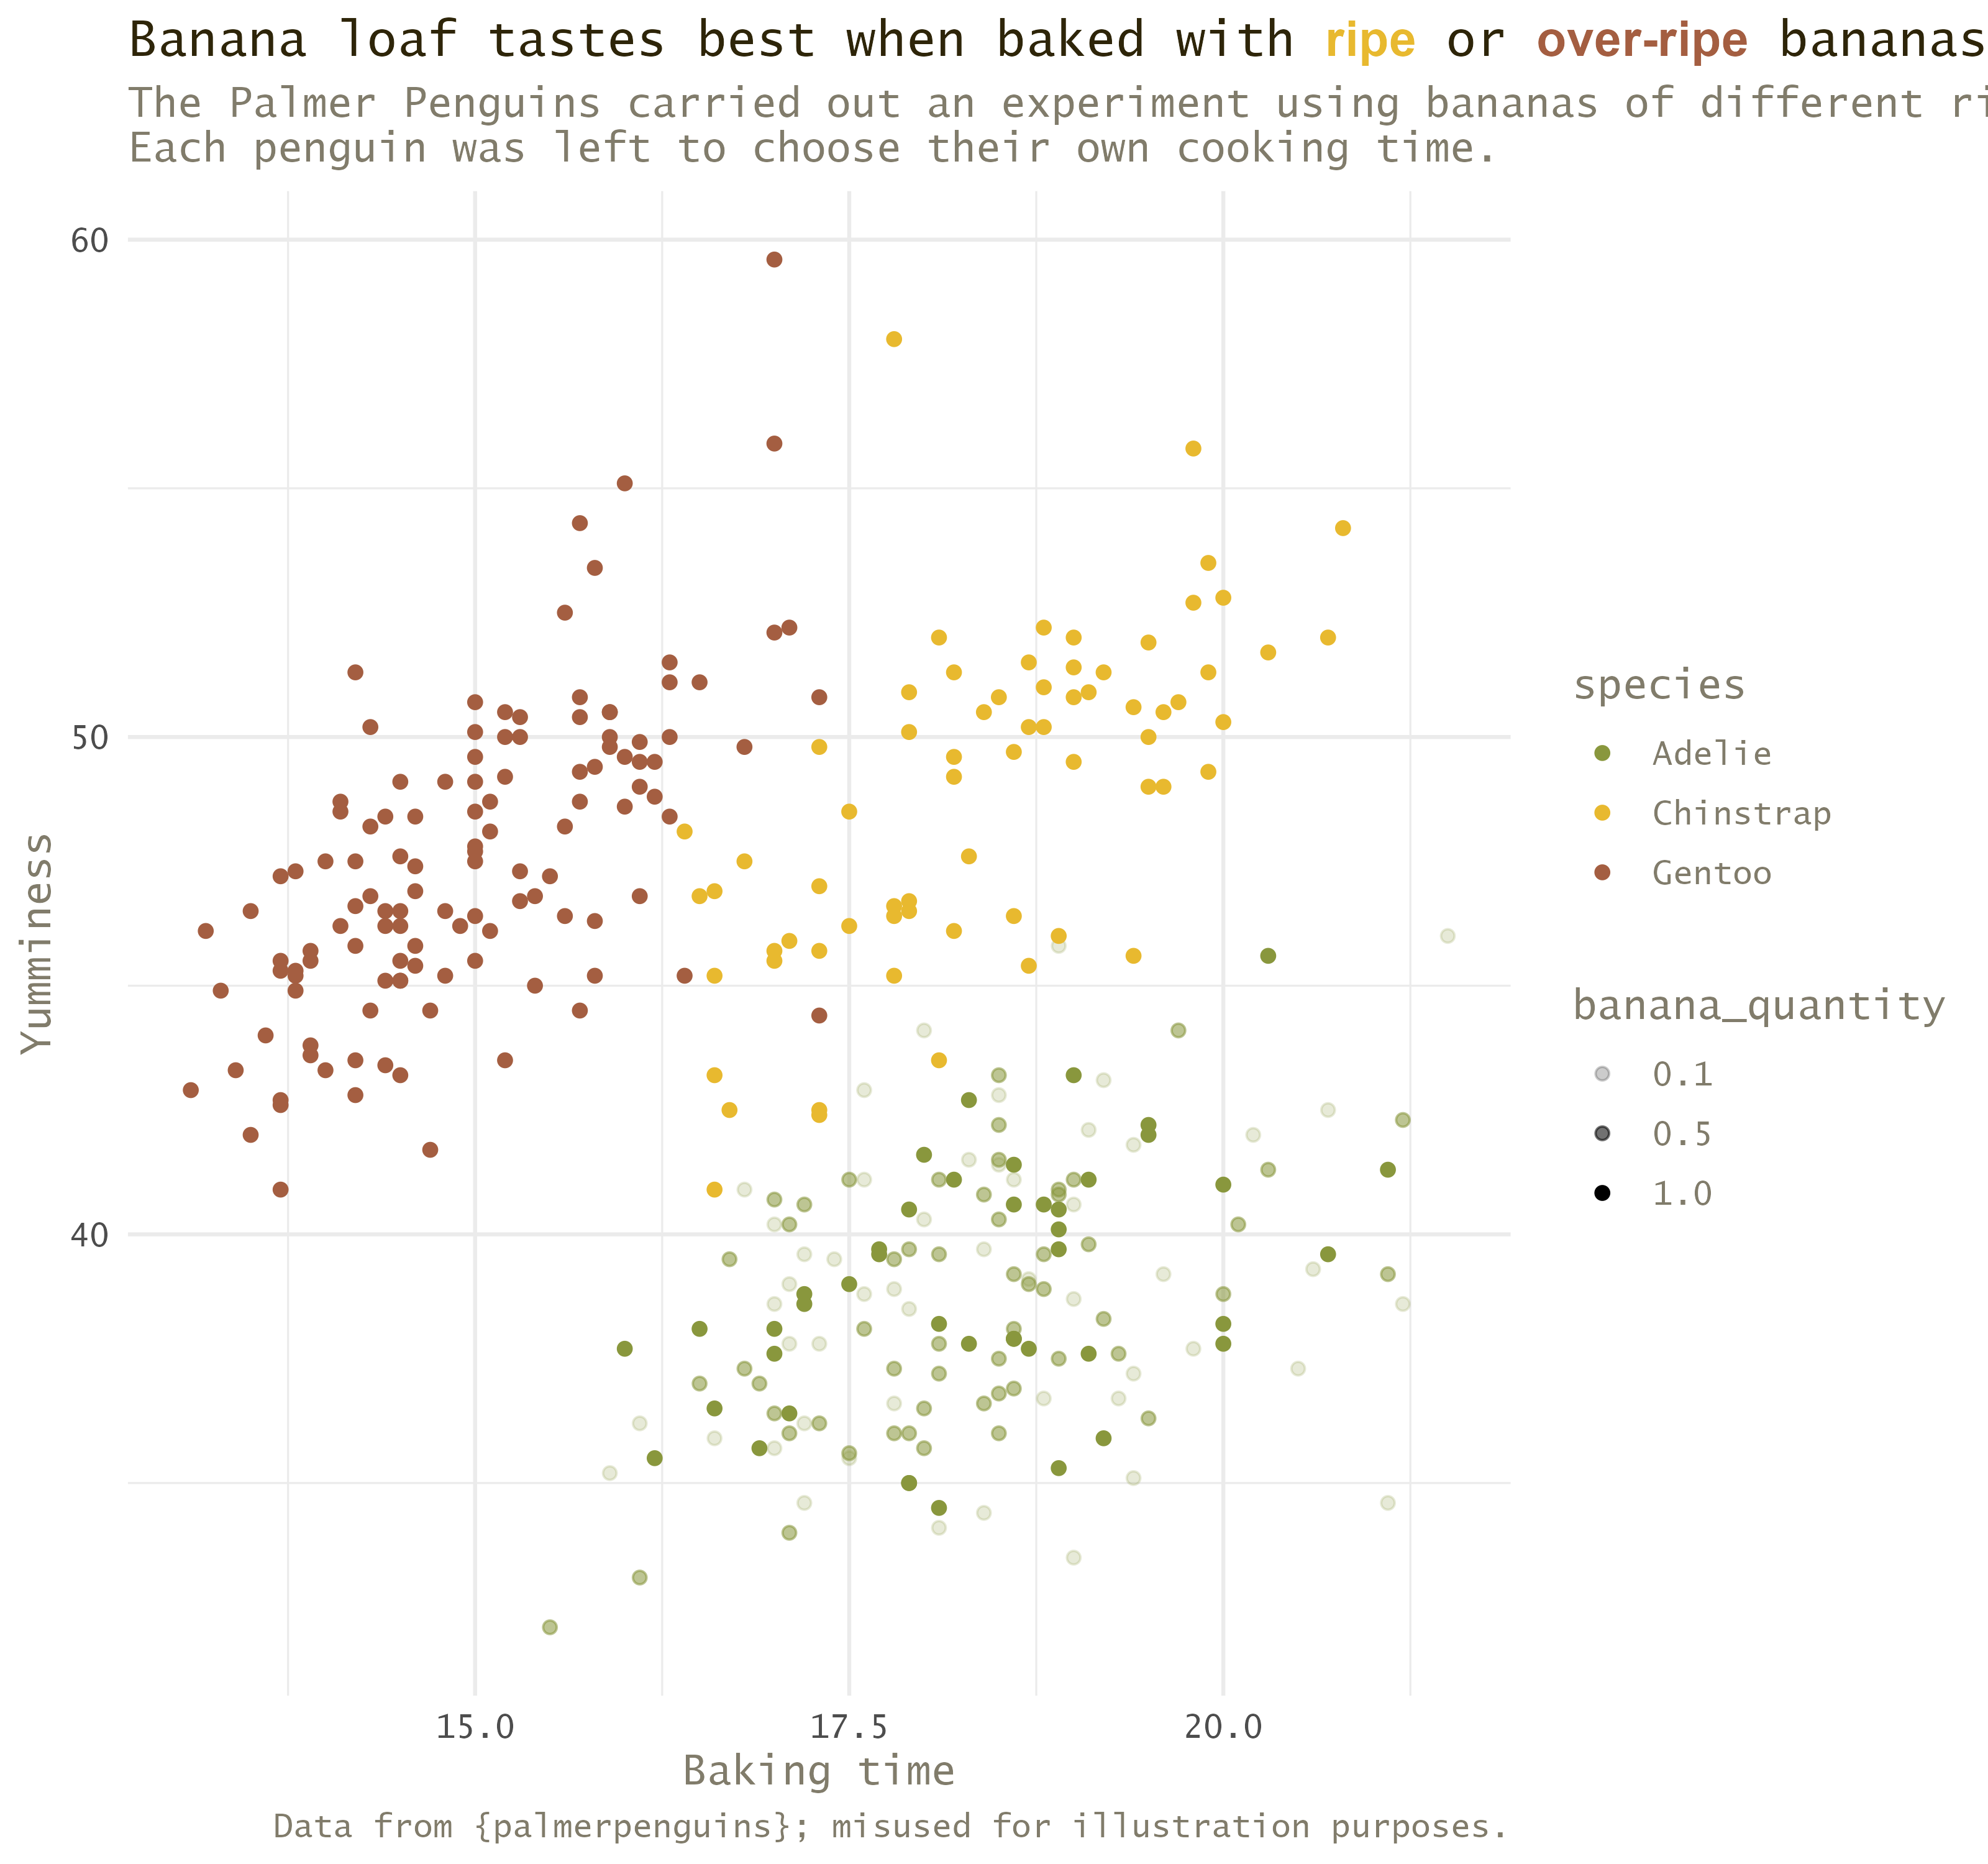 Banana loaf tastes best when baked with ripe or over-ripe bananas
The Palmer Penguins carried out an experiment using bananas of different ri
Each penguin was left to choose their own cooking time.
60
50
40
Yumminess
15.0
17.5
20.0
Baking time
species
Adelie
Chinstrap
Gentoo
banana_quantity
0.1
0.5
1.0
Data from {palmerpenguins}; misused for illustration purposes.